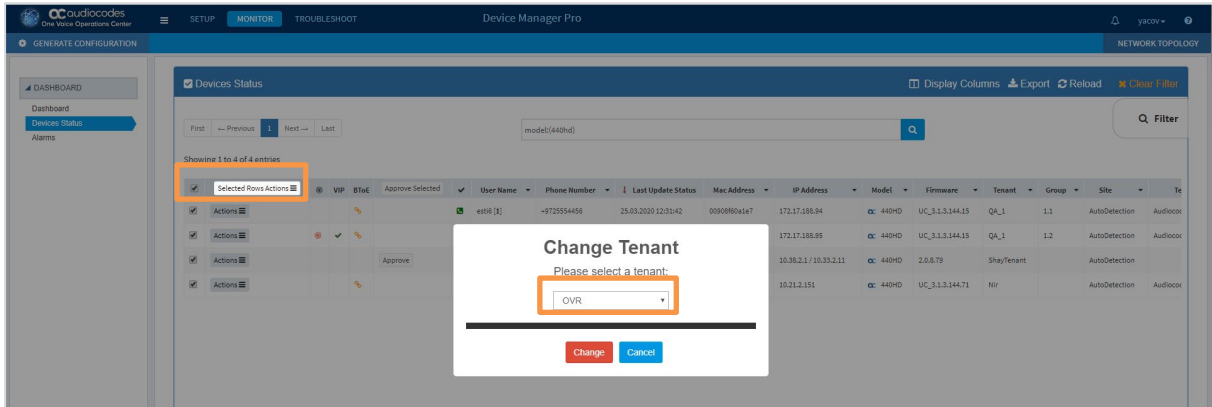 audiocodes
One Voice Operations Center
SETUP MONITOR TROUBLESHOOT Device Manager Pro yacov
GENERATE CONFIGURATION NETWORK TOPOLOGY
DASHBOARD
Dashboard
Devices Status
Alarms
Devices Status Display Columns Export Reload Clear Filter
First ← Previous 1 Next → Last model:(440hd) Filter
Showing 1 to 4 of 4 entries
Selected Rows Actions VIP BToE Approve Selected User Name Phone Number Last Update Status Mac Address IP Address Model Firmware Tenant Group Site Te
Actions esti6 [1] +9725554456 25.03.2020 12:31:42 00908f60a1e7 172.17.188.94 440HD UC_3.1.3.144.15 QA_1 1.1 AutoDetection Audiococ
Actions 172.17.188.95 440HD UC_3.1.3.144.15 QA_1 1.2 AutoDetection Audiococ
Actions Approve 10.38.2.1 / 10.33.2.11 440HD 2.0.8.79 ShayTenant AutoDetection
Actions 10.21.2.151 440HD UC_3.1.3.144.71 Nir AutoDetection Audiococ
Change Tenant
Please select a tenant:
OVR
Change Cancel